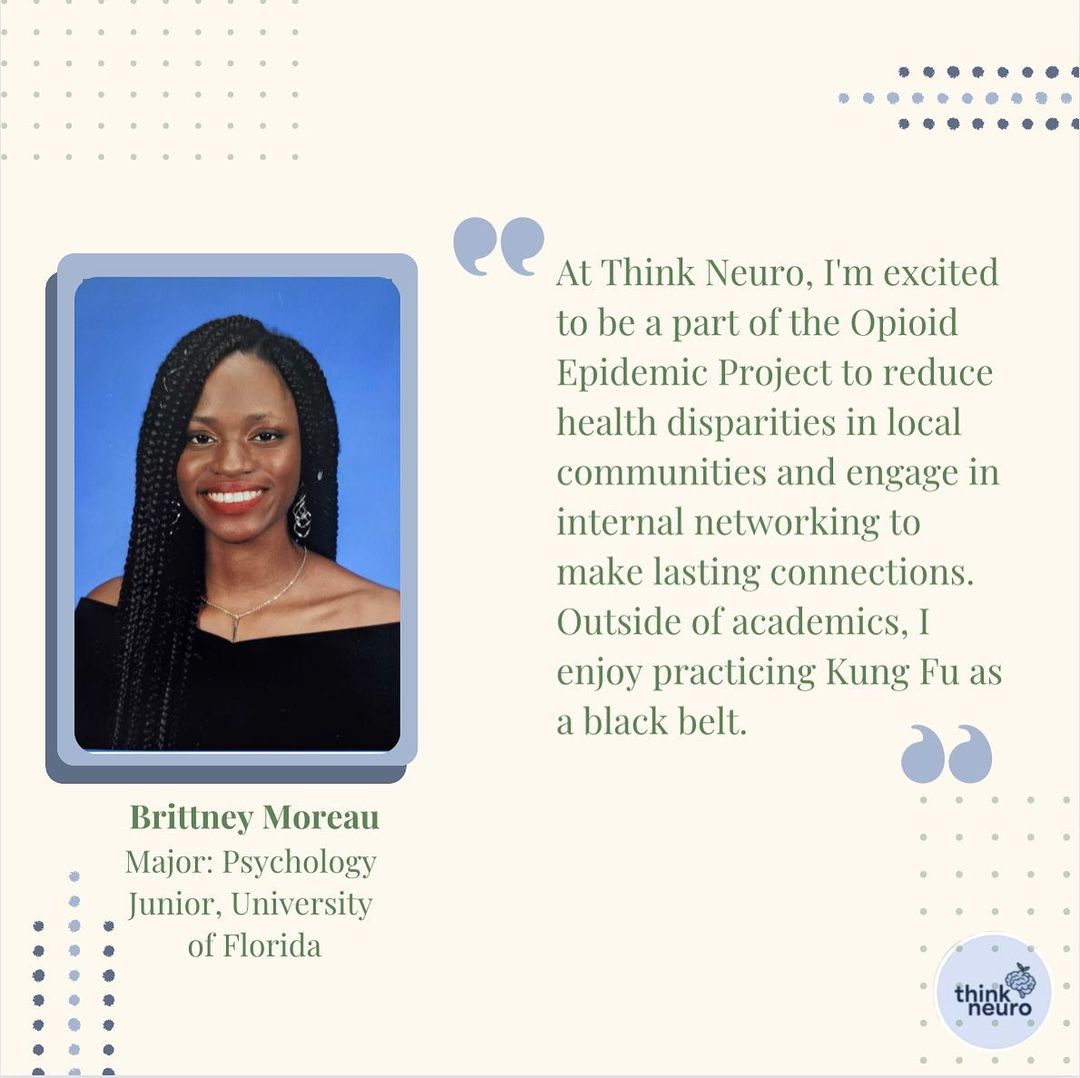 At Think Neuro, I'm excited
to be a part of the Opioid
Epidemic Project to reduce
health disparities in local
communities and engage in
internal networking to
make lasting connections.
Outside of academics, I
enjoy practicing Kung Fu as
a black belt.
Brittney Moreau
Major: Psychology
Junior, University
of Florida
think
neuro